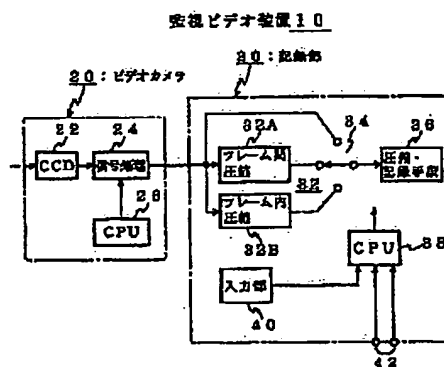 監視ビデオ装置10
20：ビデオカメラ
30：記録部
22
24
32A
34
36
CCD
信号処理
フレーム間
圧縮
圧縮・
記録手段
26
CPU
32
フレーム内
圧縮
32B
CPU
38
入力部
40
42